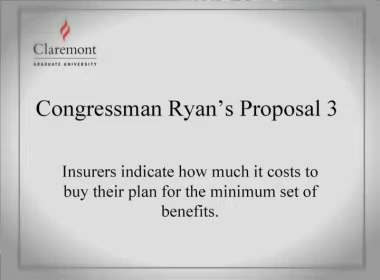 Claremont
GRADUATE UNIVERSITY
Congressman Ryan's Proposal 3
Insurers indicate how much it costs to
buy their plan for the minimum set of
benefits.